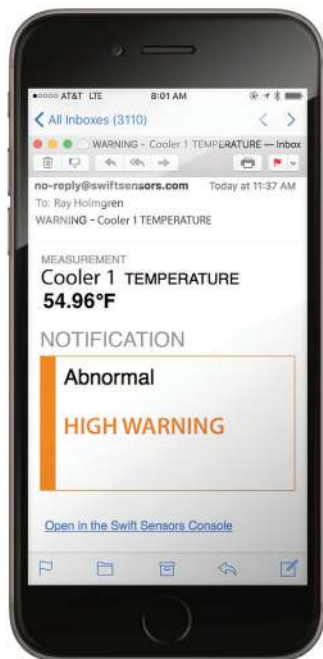 AT&T LTE 8:01 AM
All Inboxes (3110)
WARNING - Cooler 1 TEMPERATURE — Inbox
no-reply@swiftsensors.com Today at 11:37 AM
To: Ray Holmgren
WARNING - Cooler 1 TEMPERATURE
MEASUREMENT
Cooler 1 TEMPERATURE
54.96°F
NOTIFICATION
Abnormal
HIGH WARNING
Open in the Swift Sensors Console